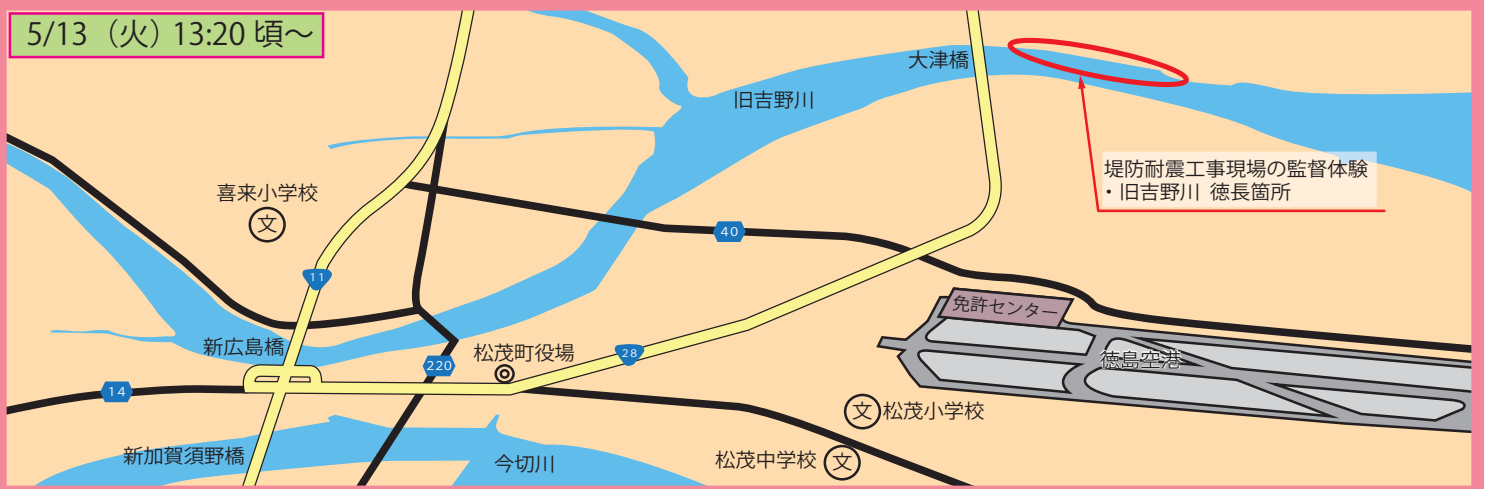 5/13（火）13:20 頃～
大津橋
旧吉野川
堤防耐震工事現場の監督体験
・旧吉野川 徳長箇所
喜来小学校
文
40
11
免許センター
新広島橋
松茂町役場
28
徳島空港
220
14
文 松茂小学校
新加賀須野橋
今切川
松茂中学校 文